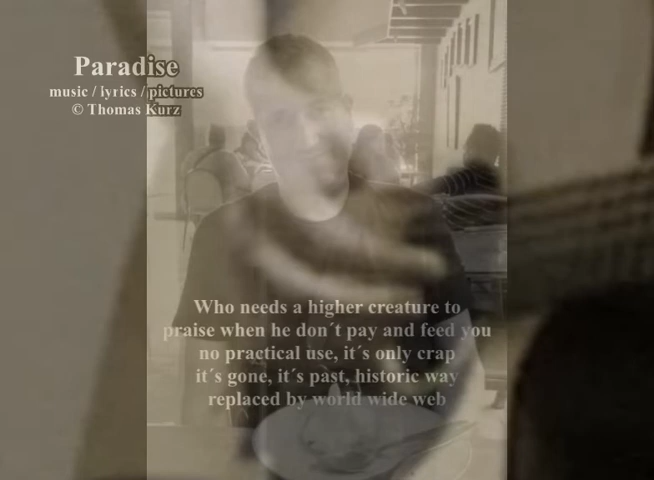 Paradise
music / lyrics / pictures
© Thomas Kurz
Who needs a higher creature to
praise when he don´t pay and feed you
no practical use, it´s only crap
it´s gone, it´s past, historic way
replaced by world wide web